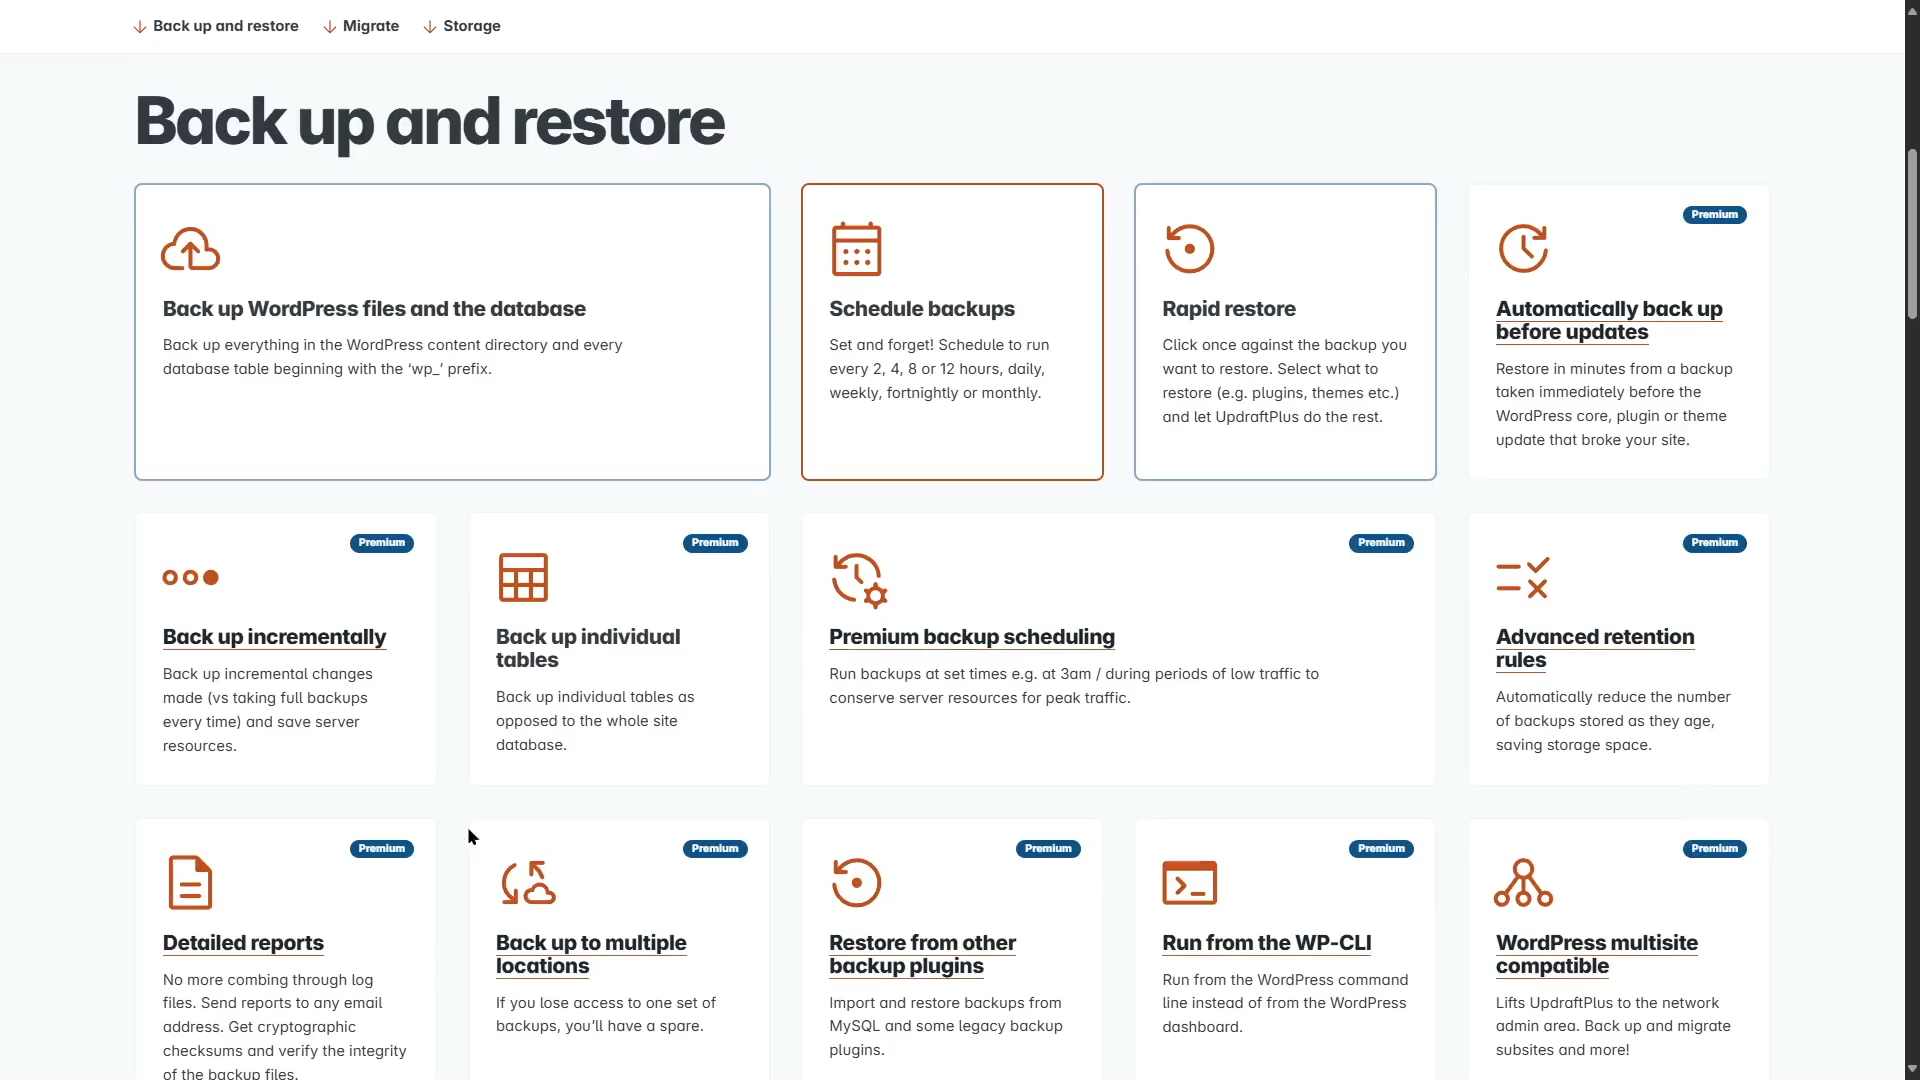 Back up and restore
Migrate
Storage
Back up and restore
Back up WordPress files and the database
Back up everything in the WordPress content directory and every
database table beginning with the ‘wp_’ prefix.
Schedule backups
Set and forget! Schedule to run
every 2, 4, 8 or 12 hours, daily,
weekly, fortnightly or monthly.
Rapid restore
Click once against the backup you
want to restore. Select what to
restore (e.g. plugins, themes etc.)
and let UpdraftPlus do the rest.
Premium
Automatically back up
before updates
Restore in minutes from a backup
taken immediately before the
WordPress core, plugin or theme
update that broke your site.
Premium
Back up incrementally
Back up incremental changes
made (vs taking full backups
every time) and save server
resources.
Premium
Back up individual
tables
Back up individual tables as
opposed to the whole site
database.
Premium
Premium backup scheduling
Run backups at set times e.g. at 3am / during periods of low traffic to
conserve server resources for peak traffic.
Premium
Advanced retention
rules
Automatically reduce the number
of backups stored as they age,
saving storage space.
Premium
Detailed reports
No more combing through log
files. Send reports to any email
address. Get cryptographic
checksums and verify the integrity
of the backup files.
Premium
Back up to multiple
locations
If you lose access to one set of
backups, you’ll have a spare.
Premium
Restore from other
backup plugins
Import and restore backups from
MySQL and some legacy backup
plugins.
Premium
Run from the WP-CLI
Run from the WordPress command
line instead of from the WordPress
dashboard.
Premium
WordPress multisite
compatible
Lifts UpdraftPlus to the network
admin area. Back up and migrate
subsites and more!